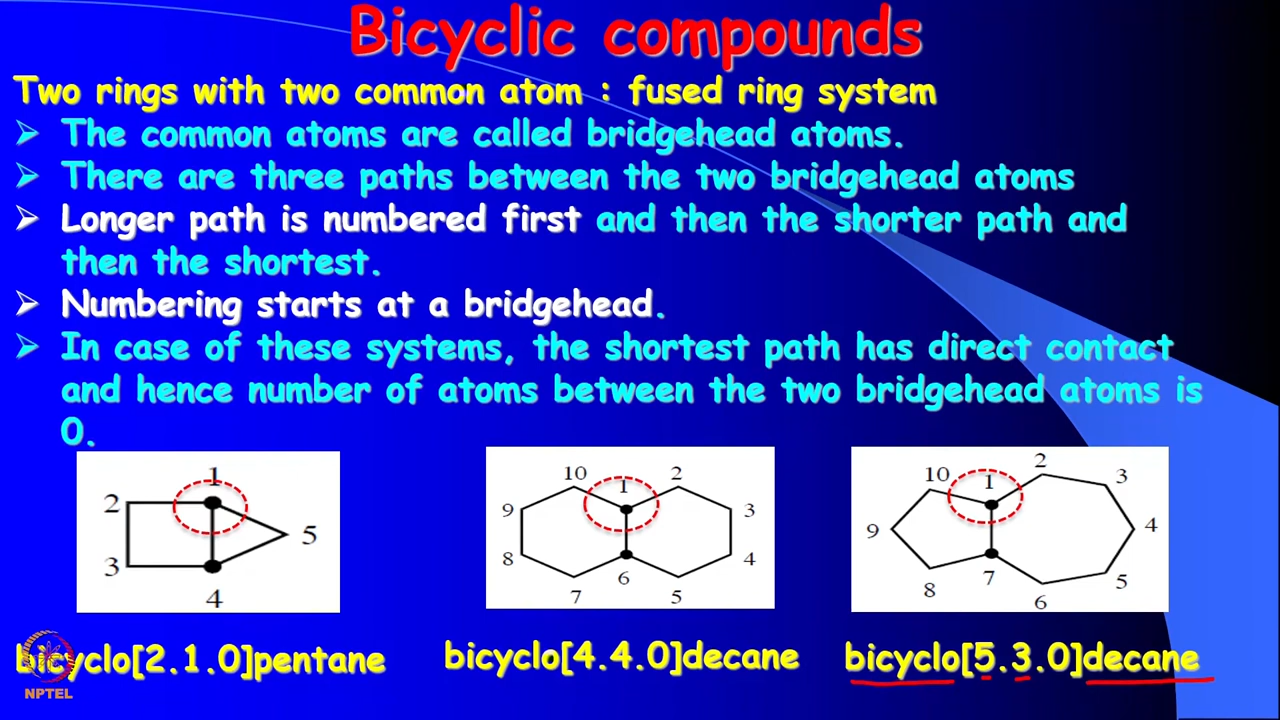 Bicyclic compounds
Two rings with two common atom : fused ring system
➢ The common atoms are called bridgehead atoms.
➢ There are three paths between the two bridgehead atoms
➢ Longer path is numbered first and then the shorter path and
then the shortest.
➢ Numbering starts at a bridgehead.
➢ In case of these systems, the shortest path has direct contact
and hence number of atoms between the two bridgehead atoms is
0.
1
2
5
3
4
10
1
2
9
3
8
4
7
6
5
10
1
2
3
9
4
8
7
6
5
bicyclo[2.1.0]pentane
bicyclo[4.4.0]decane
bicyclo[5.3.0]decane
NPTEL